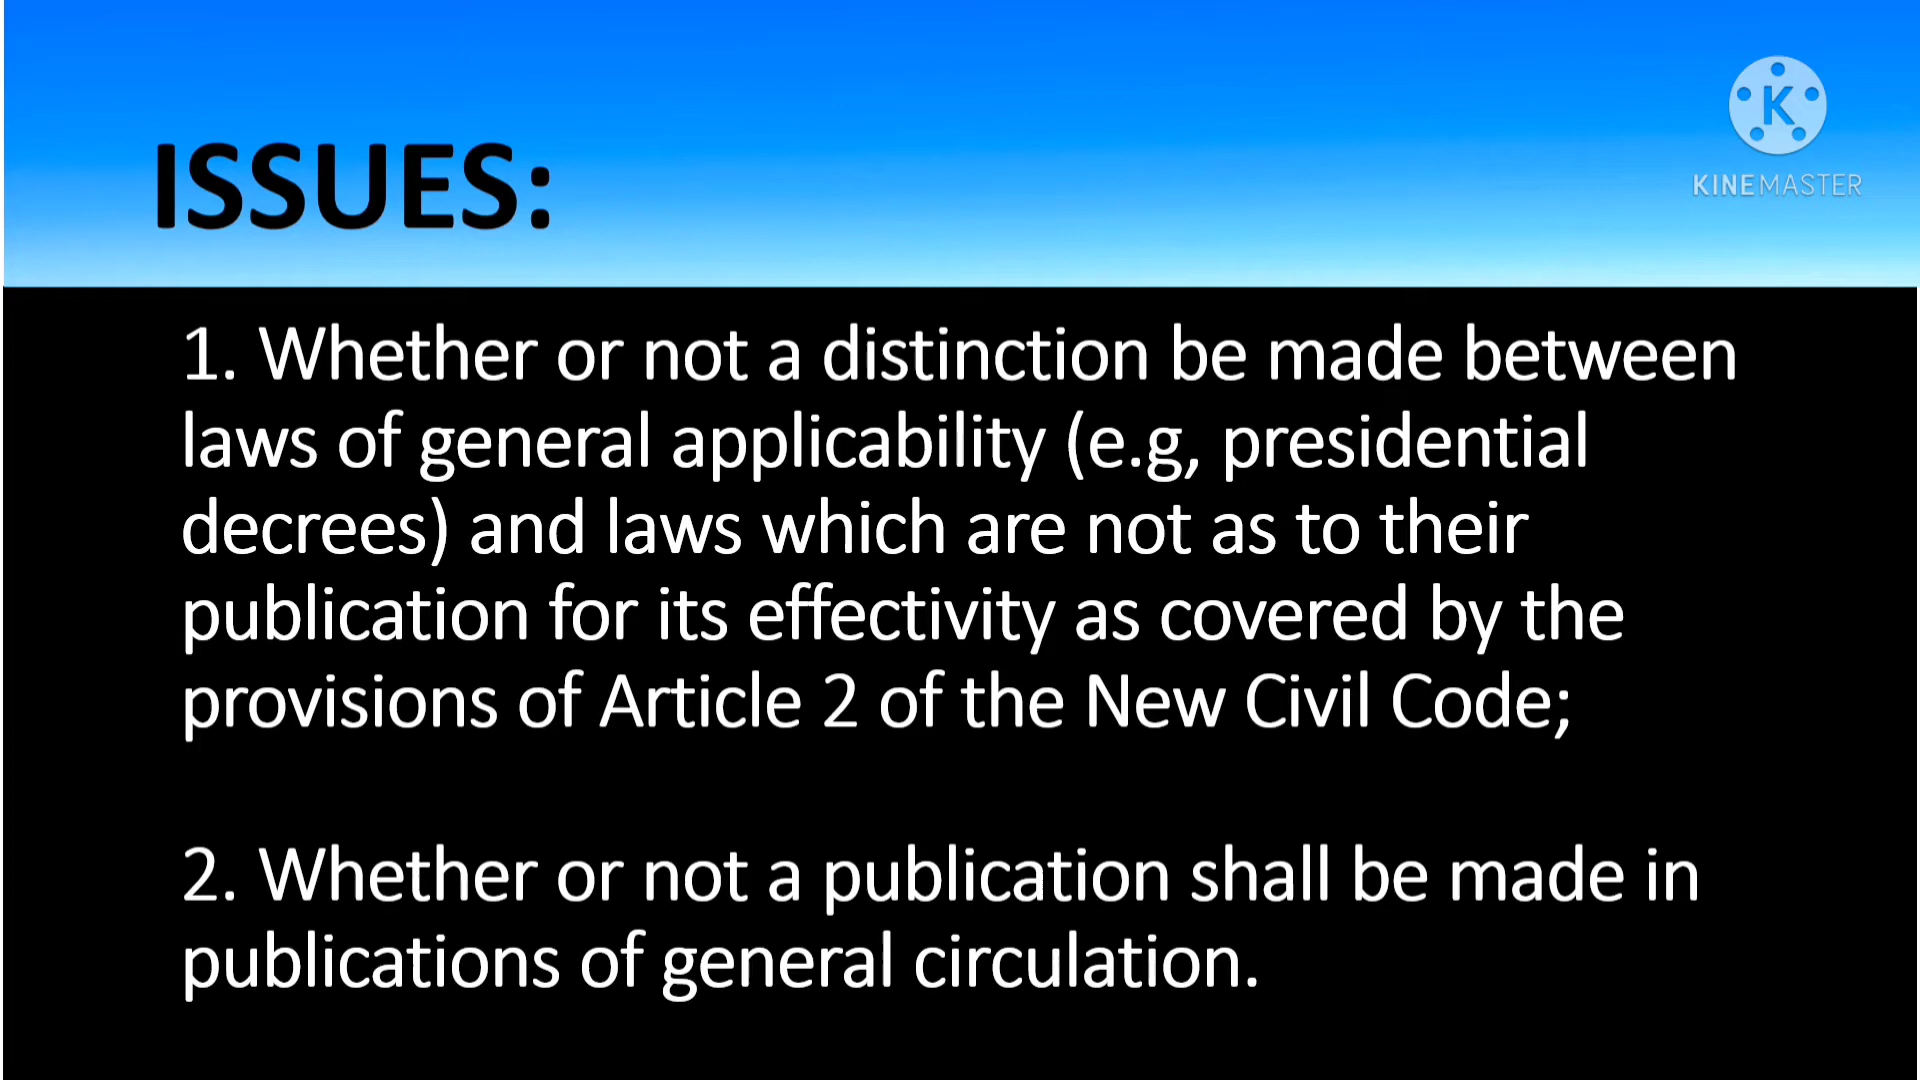 ISSUES:
K
KINEMASTER
1. Whether or not a distinction be made between
laws of general applicability (e.g, presidential
decrees) and laws which are not as to their
publication for its effectivity as covered by the
provisions of Article 2 of the New Civil Code;
2. Whether or not a publication shall be made in
publications of general circulation.